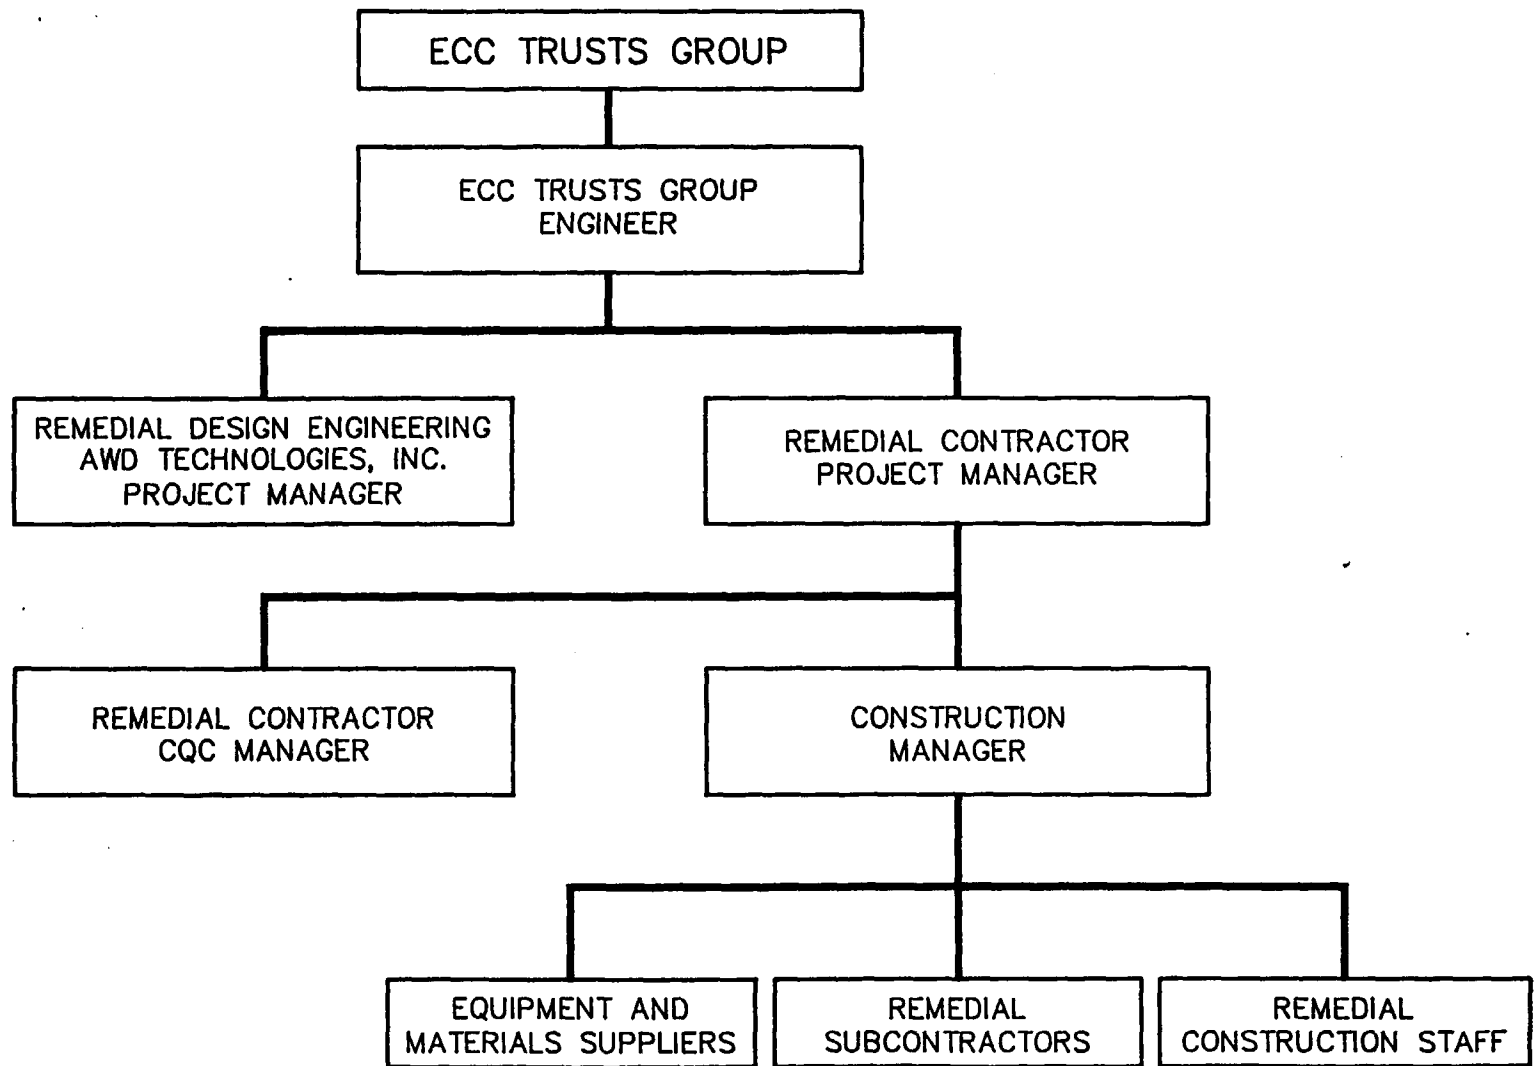 ECC TRUSTS GROUP
ECC TRUSTS GROUP
ENGINEER
REMEDIAL DESIGN ENGINEERING
AWD TECHNOLOGIES, INC.
PROJECT MANAGER
REMEDIAL CONTRACTOR
PROJECT MANAGER
REMEDIAL CONTRACTOR
CQC MANAGER
CONSTRUCTION
MANAGER
EQUIPMENT AND
MATERIALS SUPPLIERS
REMEDIAL
SUBCONTRACTORS
REMEDIAL
CONSTRUCTION STAFF